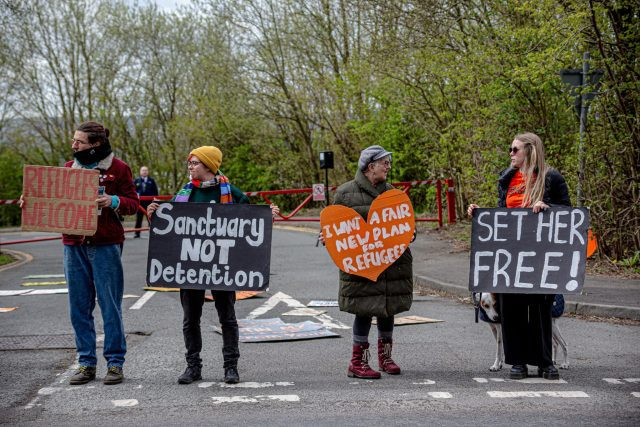 REFUGEES
WELCOME
Sanctuary
NOT
Detention
I WANT A FAIR
NEW PLAN
FOR
REFUGEES
SET HER
FREE!